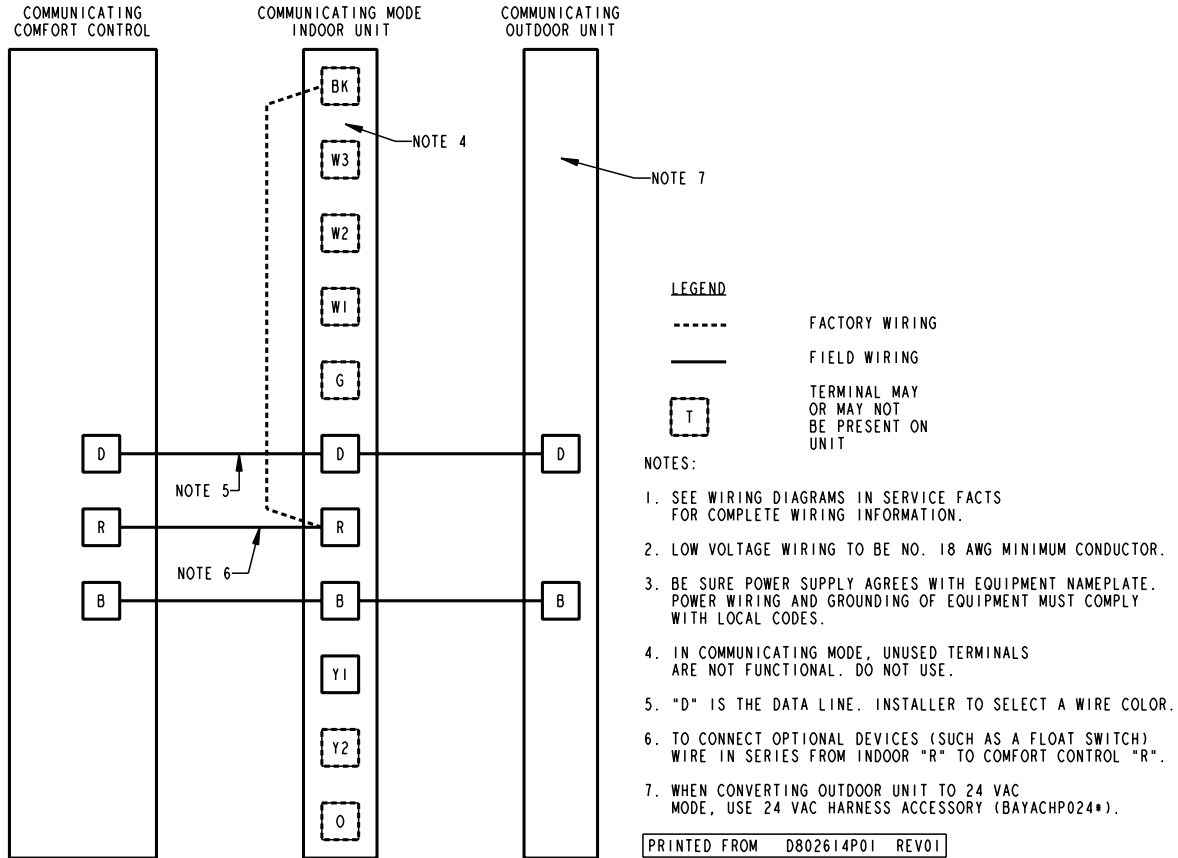 COMMUNICATING
COMFORT CONTROL
COMMUNICATING MODE
INDOOR UNIT
COMMUNICATING
OUTDOOR UNIT
BK
NOTE 4
W3
NOTE 7
W2
W1
G
D
D
D
NOTE 5
R
R
NOTE 6
B
B
B
Y1
Y2
O
LEGEND
FACTORY WIRING
FIELD WIRING
T
TERMINAL MAY
OR MAY NOT
BE PRESENT ON
UNIT
NOTES:
1. SEE WIRING DIAGRAMS IN SERVICE FACTS
FOR COMPLETE WIRING INFORMATION.
2. LOW VOLTAGE WIRING TO BE NO. 18 AWG MINIMUM CONDUCTOR.
3. BE SURE POWER SUPPLY AGREES WITH EQUIPMENT NAMEPLATE.
POWER WIRING AND GROUNDING OF EQUIPMENT MUST COMPLY
WITH LOCAL CODES.
4. IN COMMUNICATING MODE, UNUSED TERMINALS
ARE NOT FUNCTIONAL. DO NOT USE.
5. "D" IS THE DATA LINE. INSTALLER TO SELECT A WIRE COLOR.
6. TO CONNECT OPTIONAL DEVICES (SUCH AS A FLOAT SWITCH)
WIRE IN SERIES FROM INDOOR "R" TO COMFORT CONTROL "R".
7. WHEN CONVERTING OUTDOOR UNIT TO 24 VAC
MODE, USE 24 VAC HARNESS ACCESSORY (BAYACHP024*).
PRINTED FROM D802614P01 REV01